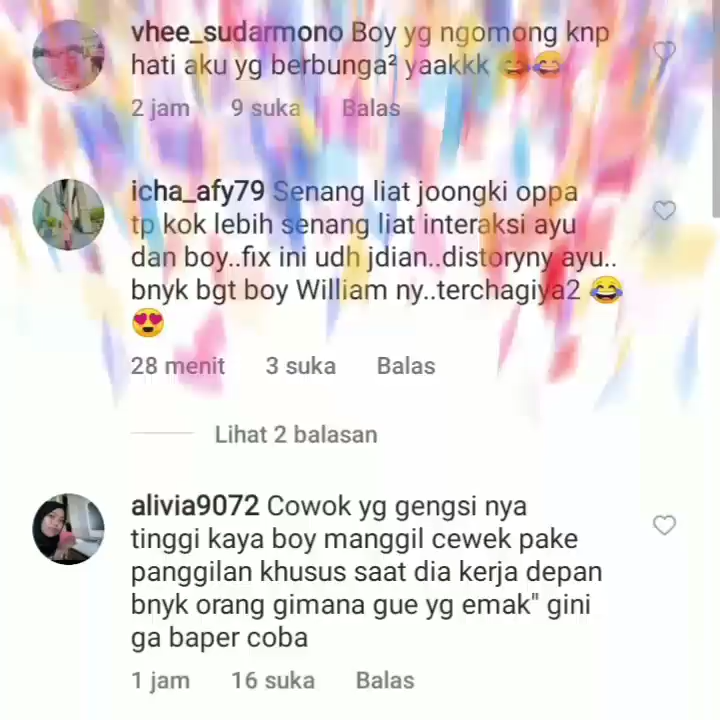 vhee_sudarmono Boy yg ngomong knp
hati aku yg berbunga² yaakkk 😂😂
2 jam 9 suka Balas
icha_afy79 Senang liat joongki oppa
tp kok lebih senang liat interaksi ayu
dan boy..fix ini udh jdian..distoryny ayu..
bnyk bgt boy William ny..terchagiya2 😂
😍
28 menit 3 suka Balas
Lihat 2 balasan
alivia9072 Cowok yg gengsi nya
tinggi kaya boy manggil cewek pake
panggilan khusus saat dia kerja depan
bnyk orang gimana gue yg emak" gini
ga baper coba
1 jam 16 suka Balas